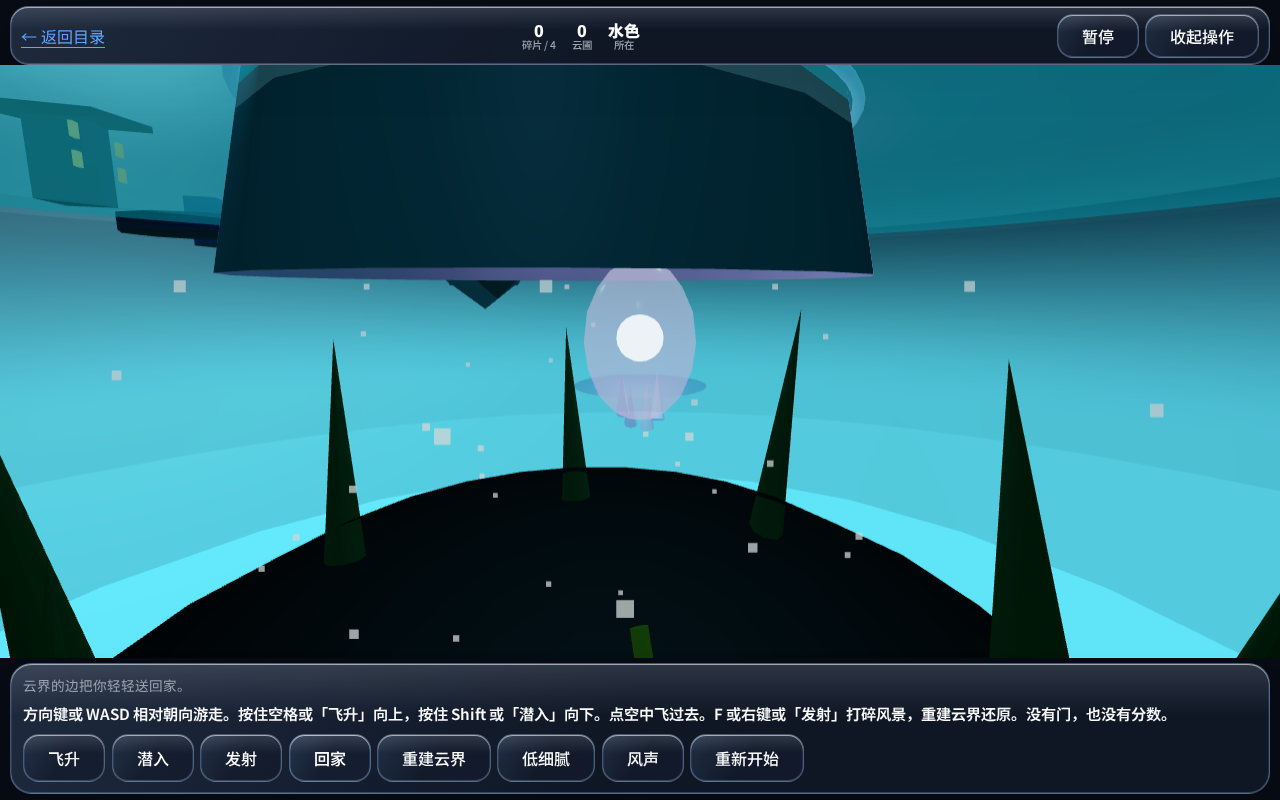 ← 返回目录
0 0 水色
碎片 / 4 云圃 所在
暂停 收起操作
云界的边把你轻轻送回家。
方向键或 WASD 相对朝向游走。按住空格或「飞升」向上，按住 Shift 或「潜入」向下。点空中飞过去。F 或右键或「发射」打碎风景，重建云界还原。没有门，也没有分数。
飞升 潜入 发射 回家 重建云界 低细腻 风声 重新开始